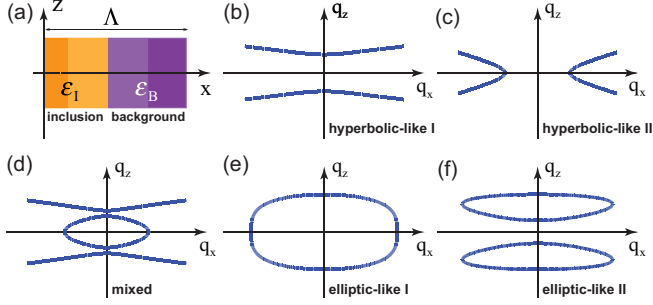 (a)
z
Λ
ε_I
ε_B
x
inclusion background
(b)
q_z
q_x
hyperbolic-like I
(c)
q_z
q_x
hyperbolic-like II
(d)
q_z
q_x
mixed
(e)
q_z
q_x
elliptic-like I
(f)
q_z
q_x
elliptic-like II